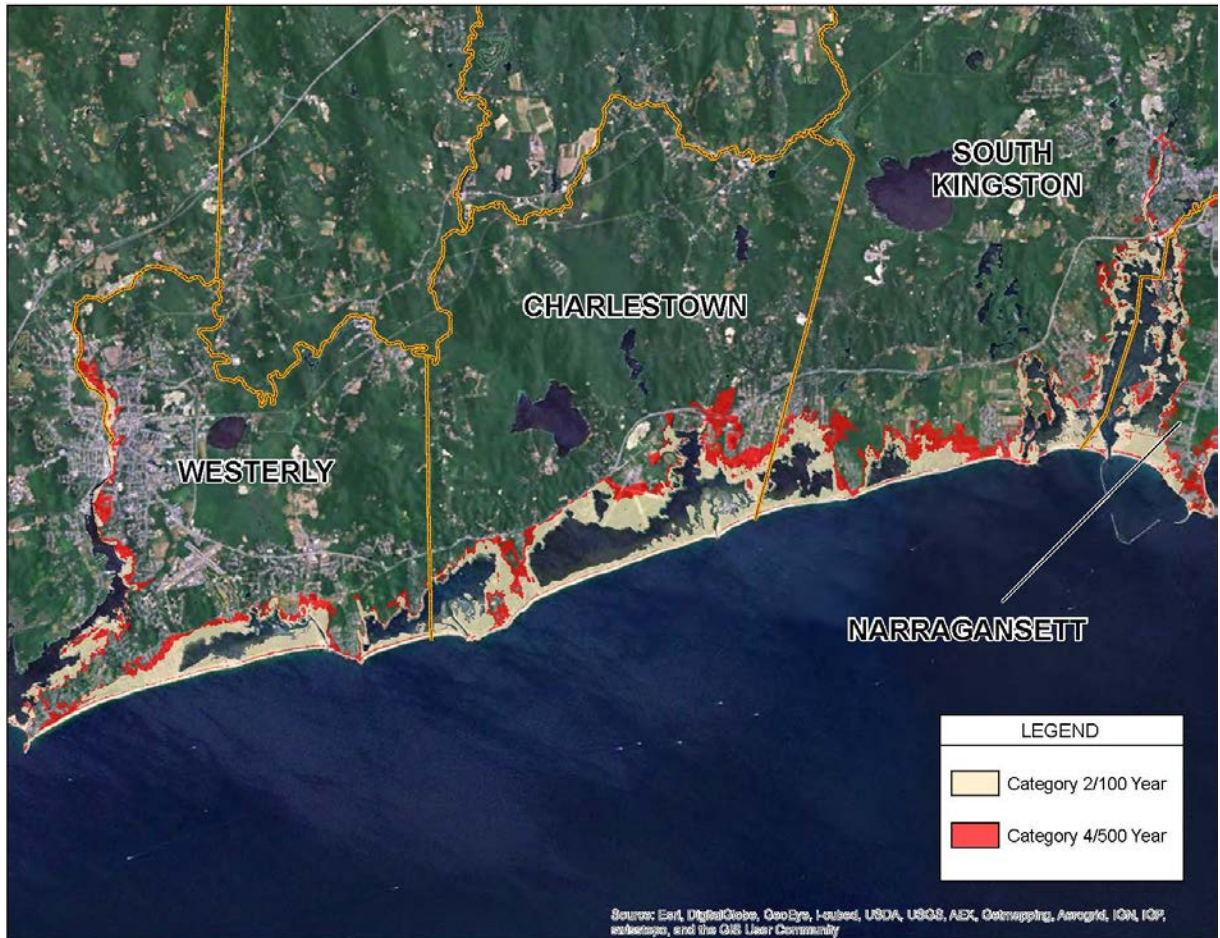 SOUTH
KINGSTON
CHARLESTOWN
WESTERLY
NARRAGANSETT
LEGEND
Category 2/100 Year
Category 4/500 Year
Source: Esri, DigitalGlobe, GeoEye, i-cubed, USDA, USGS, AEX, Getmapping, Aerogrid, IGN, IGP,
swisstopo, and the GIS User Community